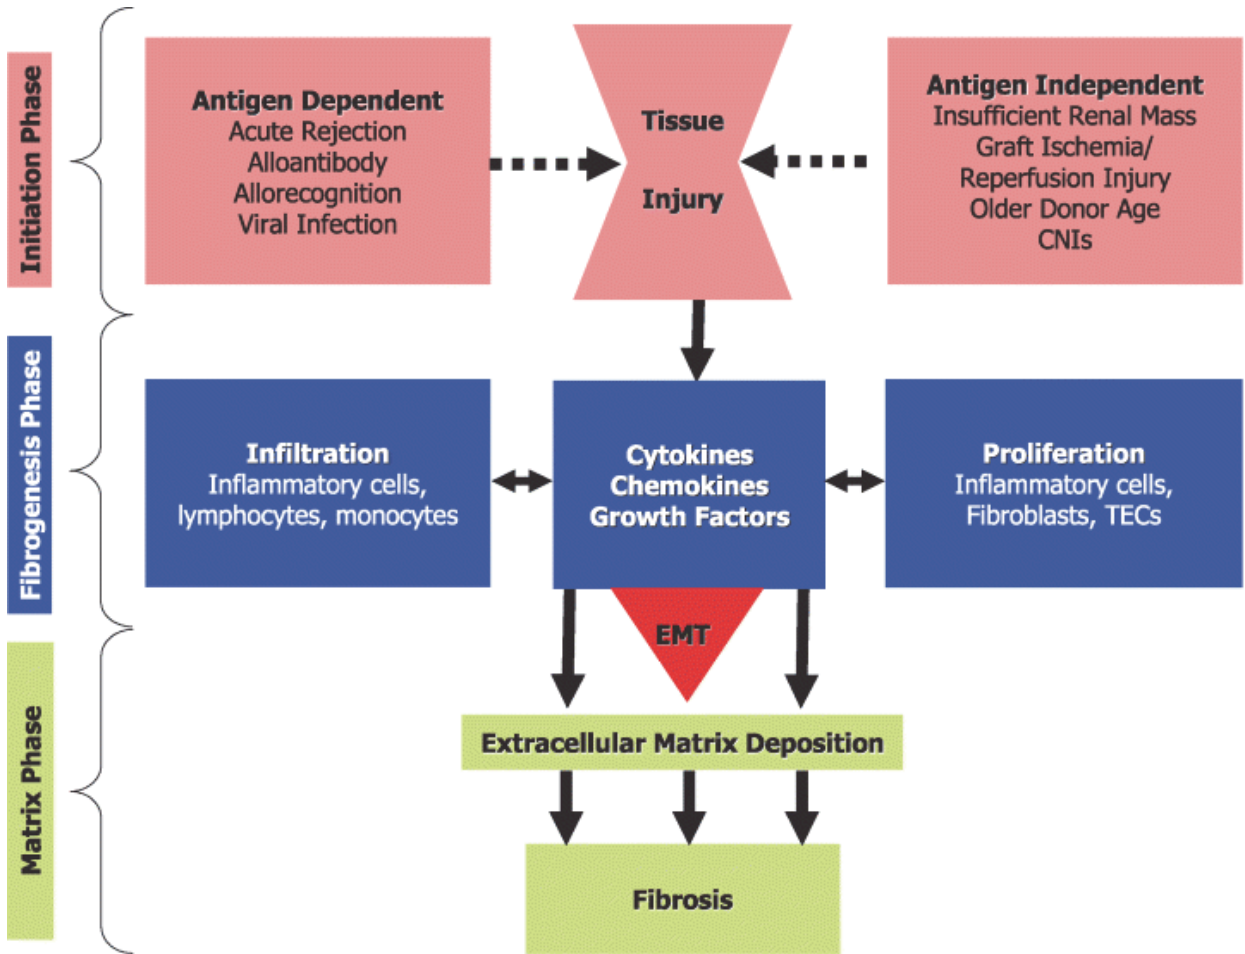 Initiation Phase
Antigen Dependent
Acute Rejection
Alloantibody
Allorecognition
Viral Infection
Tissue
Injury
Antigen Independent
Insufficient Renal Mass
Graft Ischemia/
Reperfusion Injury
Older Donor Age
CNIs
Fibrogenesis Phase
Infiltration
Inflammatory cells,
lymphocytes, monocytes
Cytokines
Chemokines
Growth Factors
Proliferation
Inflammatory cells,
Fibroblasts, TECs
EMT
Matrix Phase
Extracellular Matrix Deposition
Fibrosis